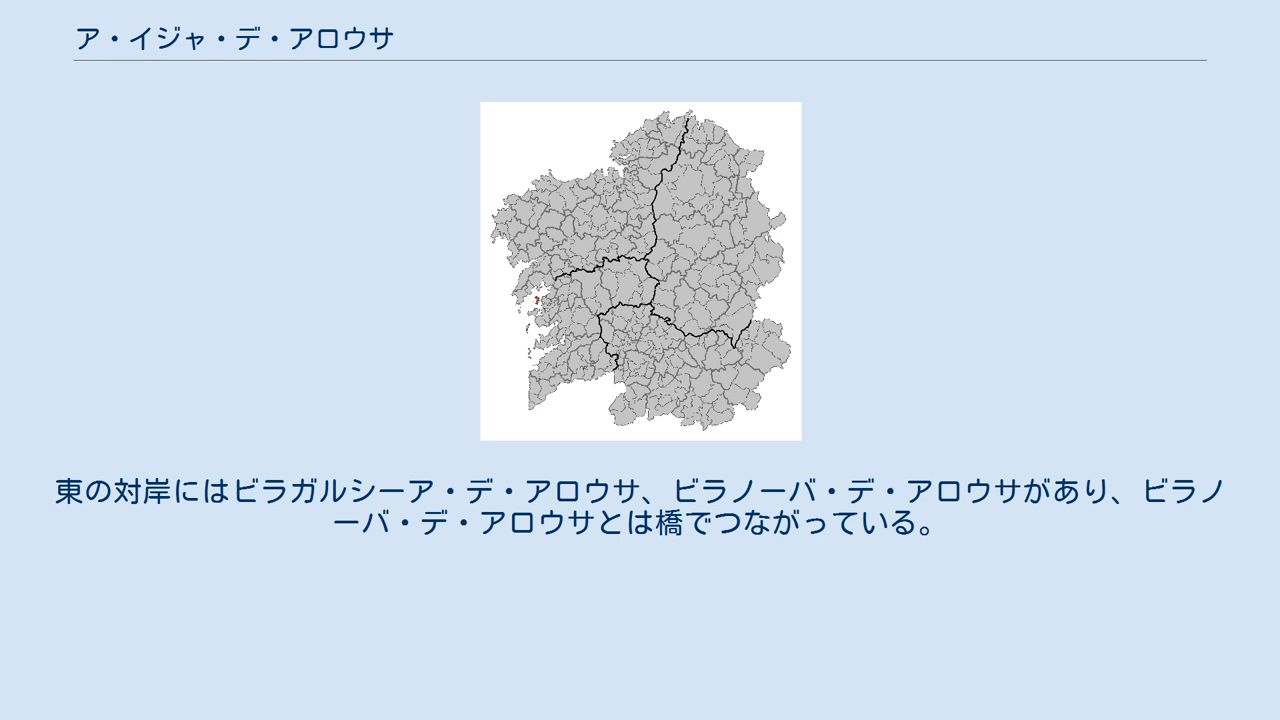 ア・イジャ・デ・アロウサ
東の対岸にはビラガルシーア・デ・アロウサ、ビラノーバ・デ・アロウサがあり、ビラノ
ーバ・デ・アロウサとは橋でつながっている。